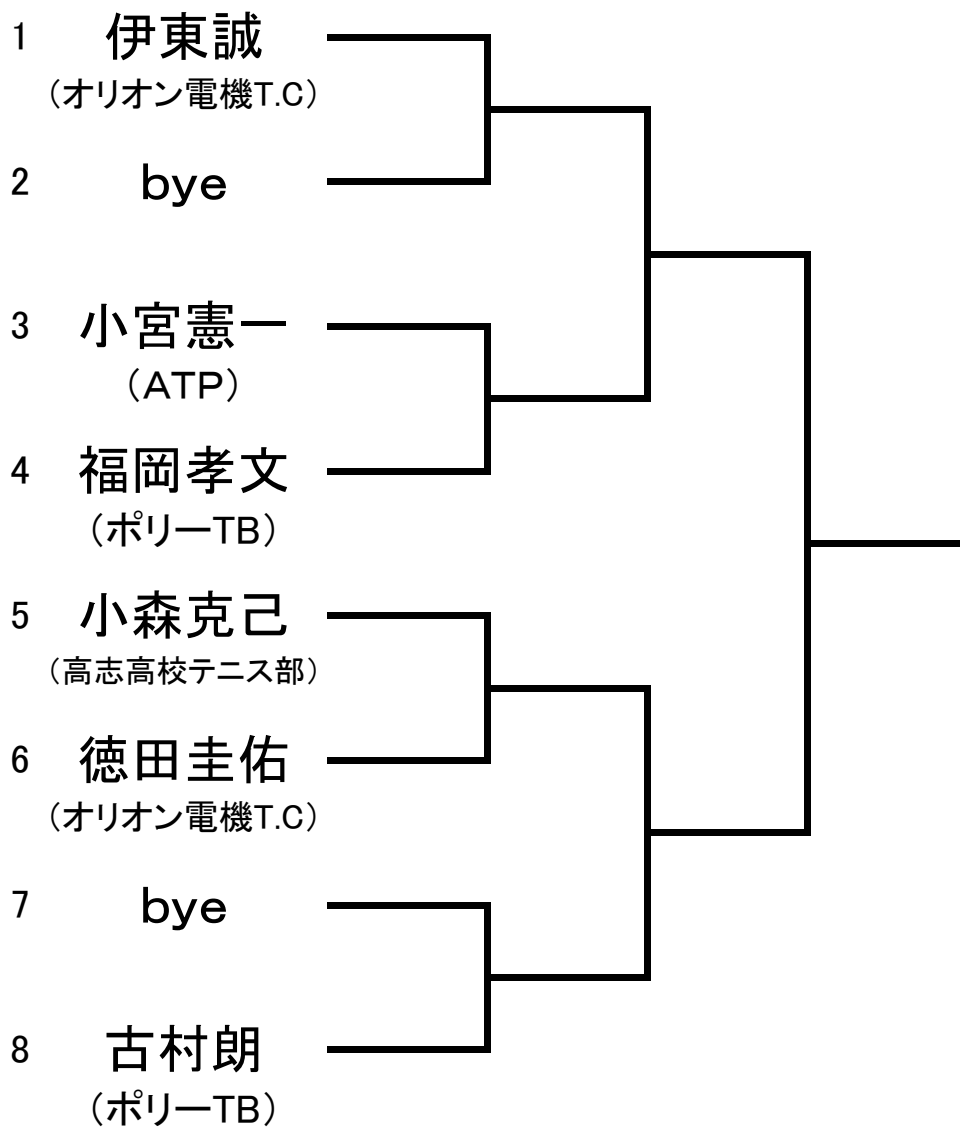 1 伊東誠
（オリオン電機T.C）
2 bye
3 小宮憲一
（ATP）
4 福岡孝文
（ポリーTB）
5 小森克己
（高志高校テニス部）
6 徳田圭佑
（オリオン電機T.C）
7 bye
8 古村朗
（ポリーTB）